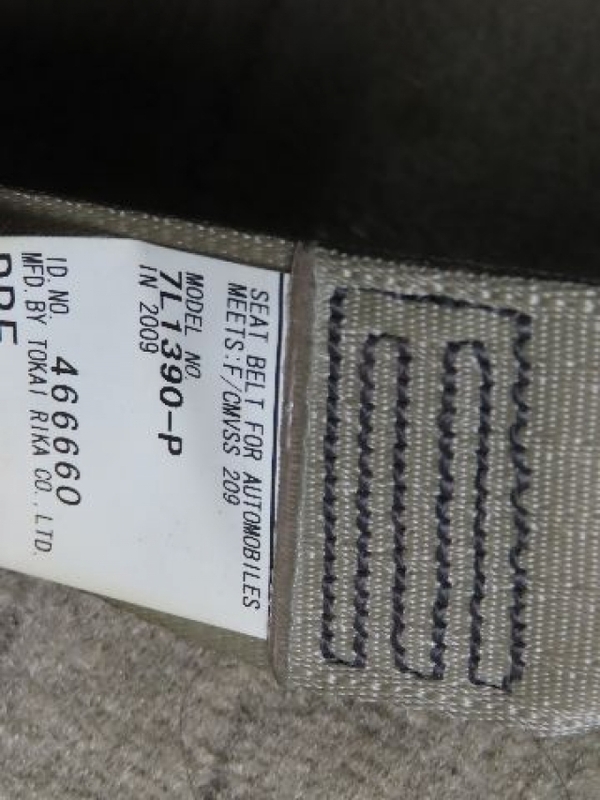 SEAT BELT FOR AUTOMOBILES
MEETS:F/CMVSS 209
MODEL NO.
7L1390-P
IN 2009
ID. NO. 466660
MFD. BY TOKAI RIKA CO., LTD.